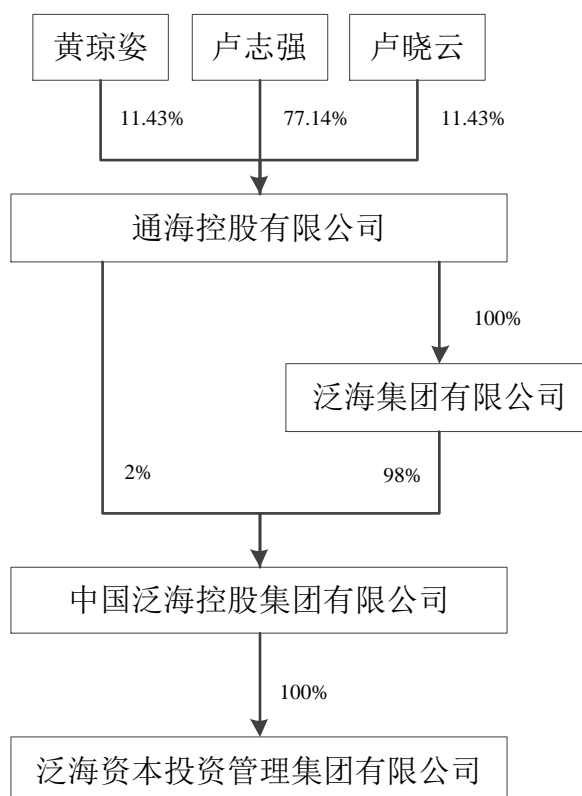 黄琼姿
卢志强
卢晓云
11.43%
77.14%
11.43%
通海控股有限公司
100%
泛海集团有限公司
2%
98%
中国泛海控股集团有限公司
100%
泛海资本投资管理集团有限公司